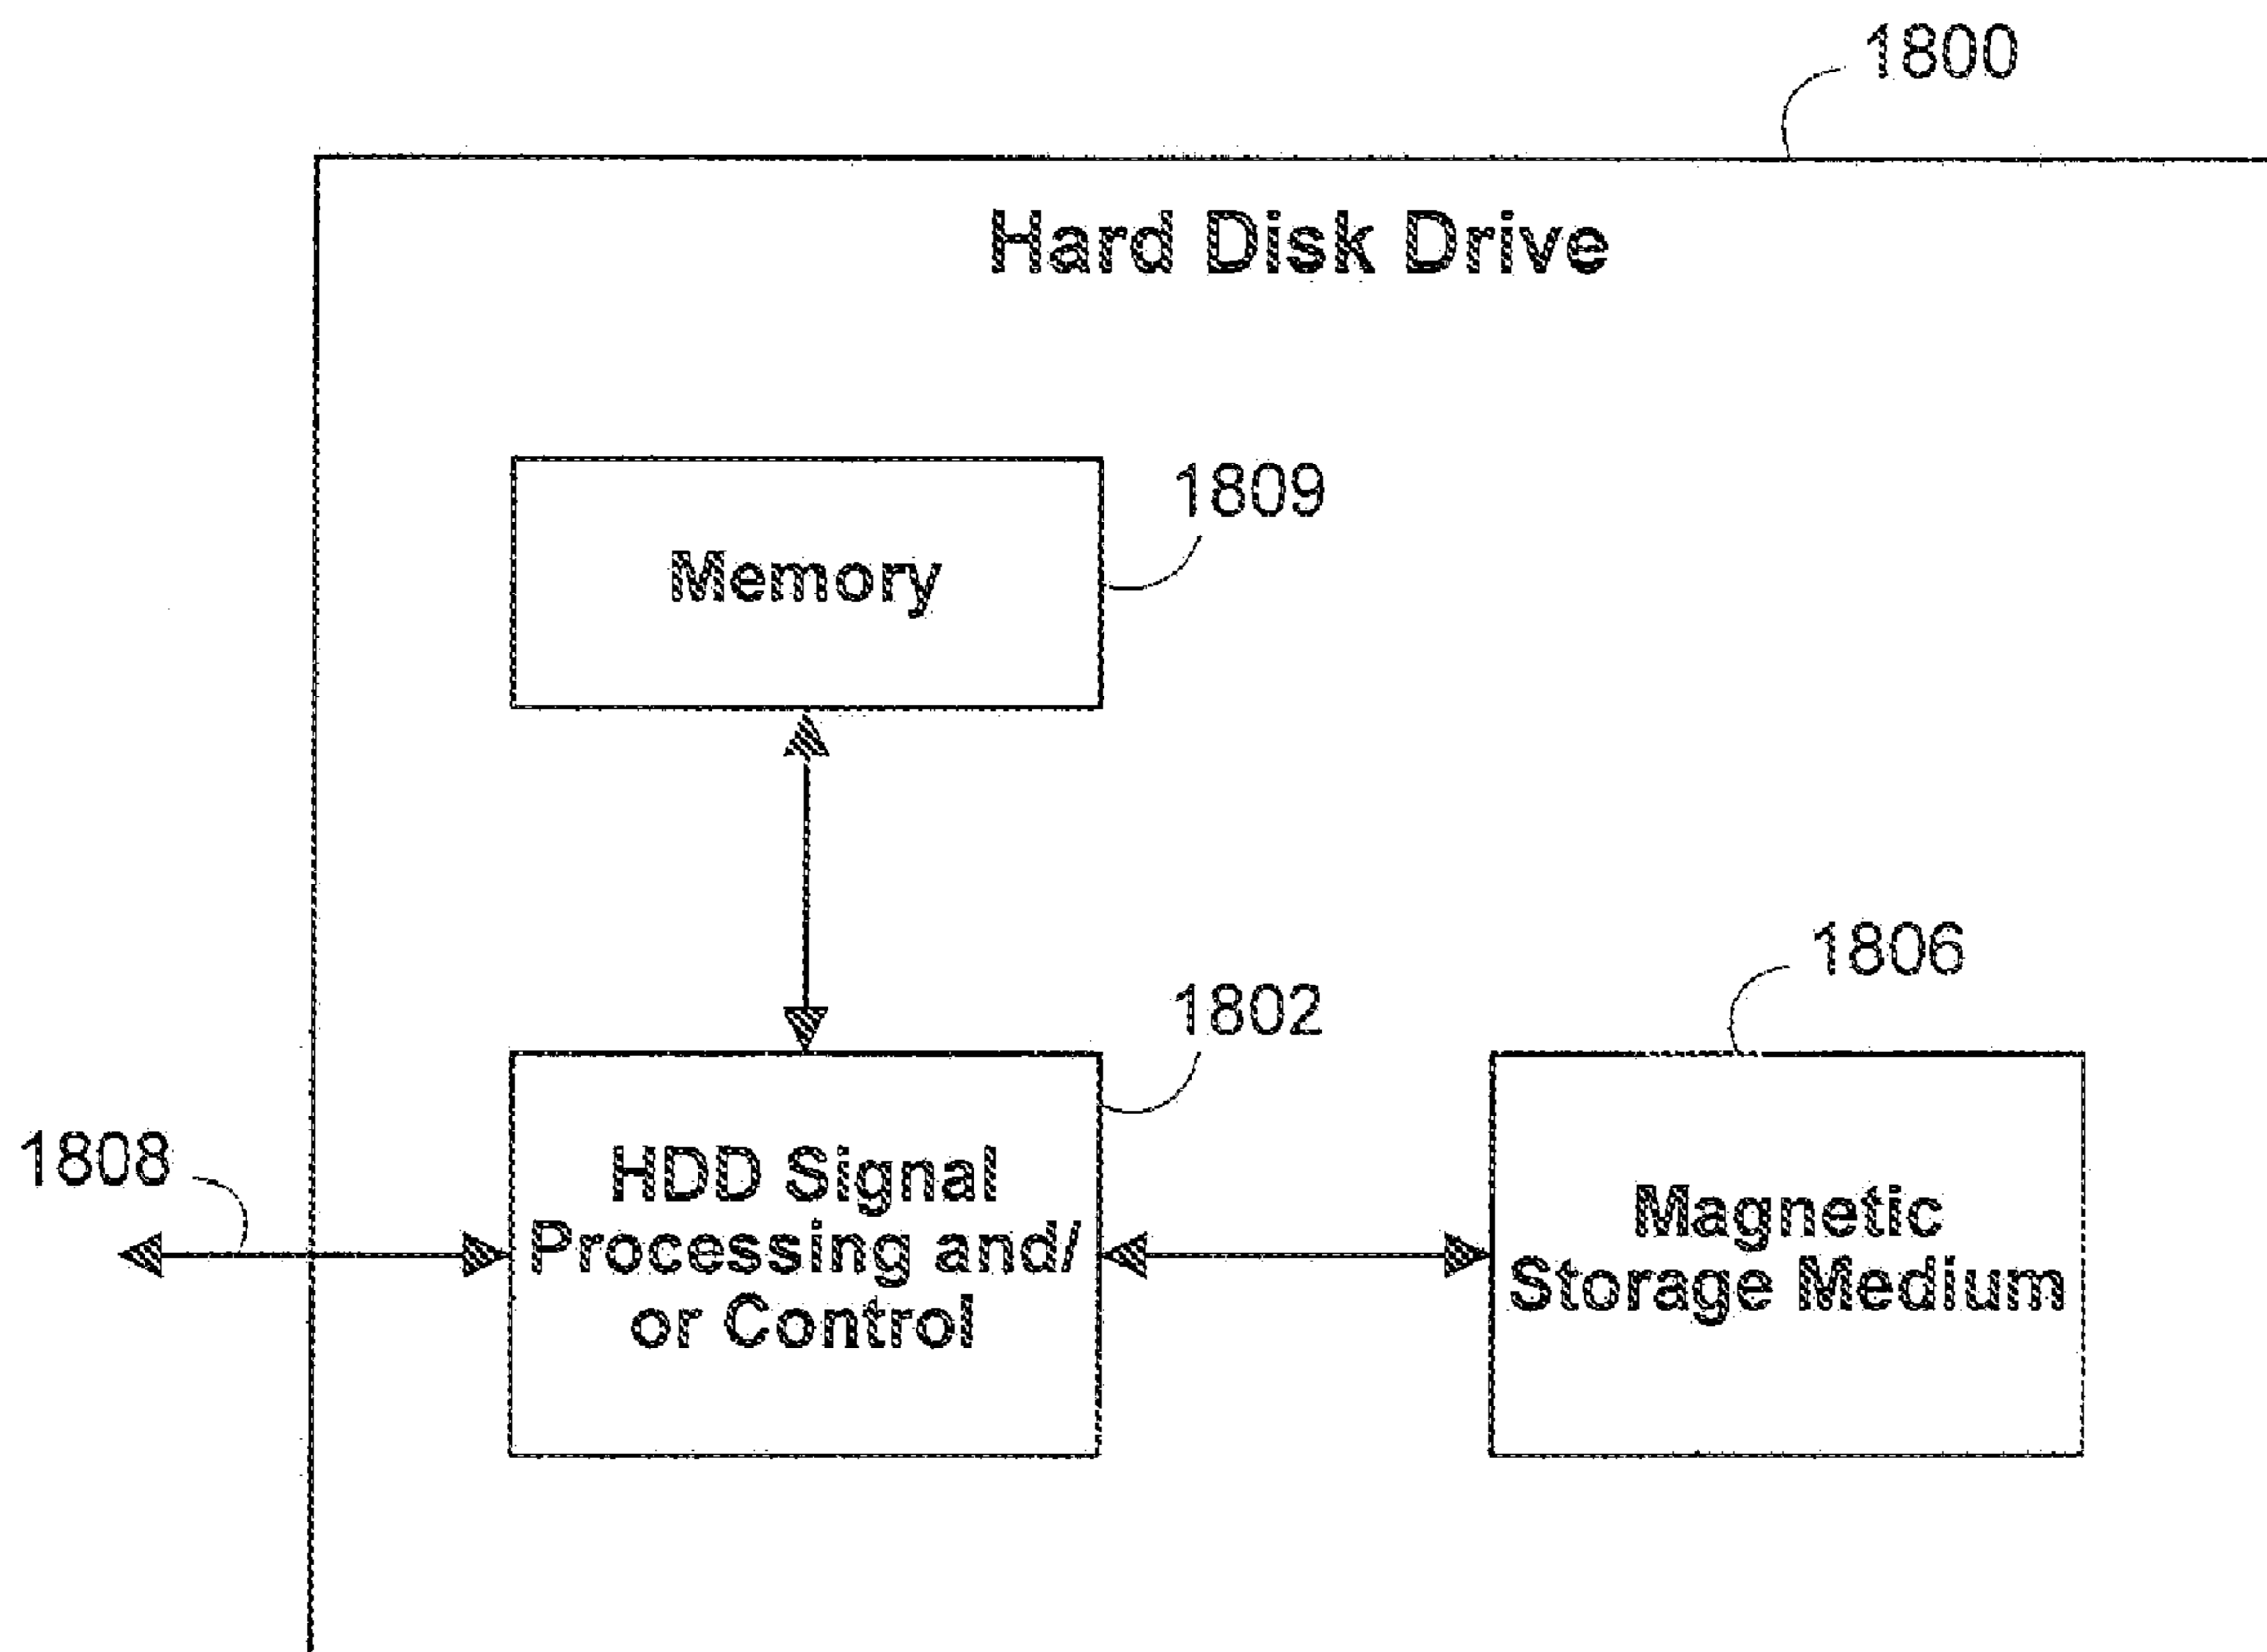 1800
Hard Disk Drive
1809
Memory
1806
1802
1808
HDD Signal
Processing and/
or Control
Magnetic
Storage Medium